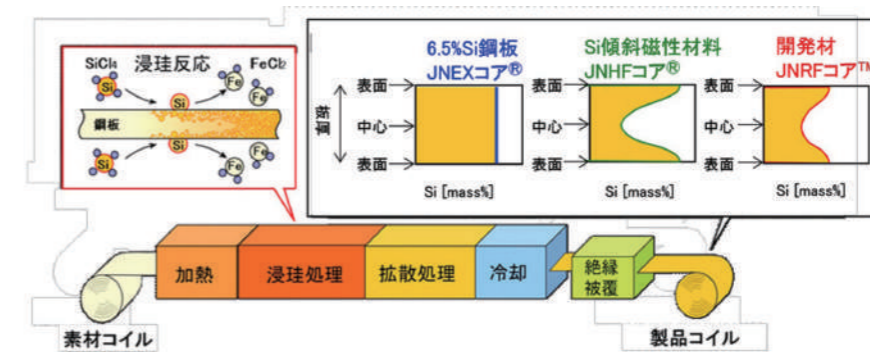 SiCl₄ 浸珪反応 FeCl₂
Si
Fe
Fe
Si
鋼板
Si
Si
Fe
Fe
6.5%Si鋼板
JNEXコア®
Si傾斜磁性材料
JNHFコア®
開発材
JNRFコア™
表面
中心
表面
板厚
Si [mass%]
表面
中心
表面
Si [mass%]
表面
中心
表面
Si [mass%]
加熱
浸珪処理
拡散処理
冷却
絶縁
被覆
素材コイル
製品コイル